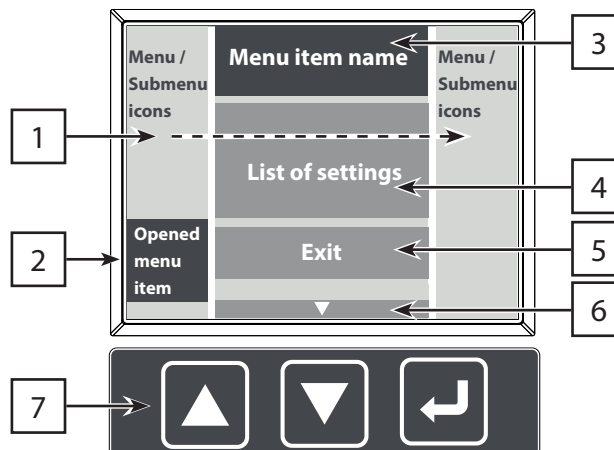 Menu /
Submenu
icons
Menu item name
Menu /
Submenu
icons
List of settings
Opened
menu
item
Exit
1
2
3
4
5
6
7